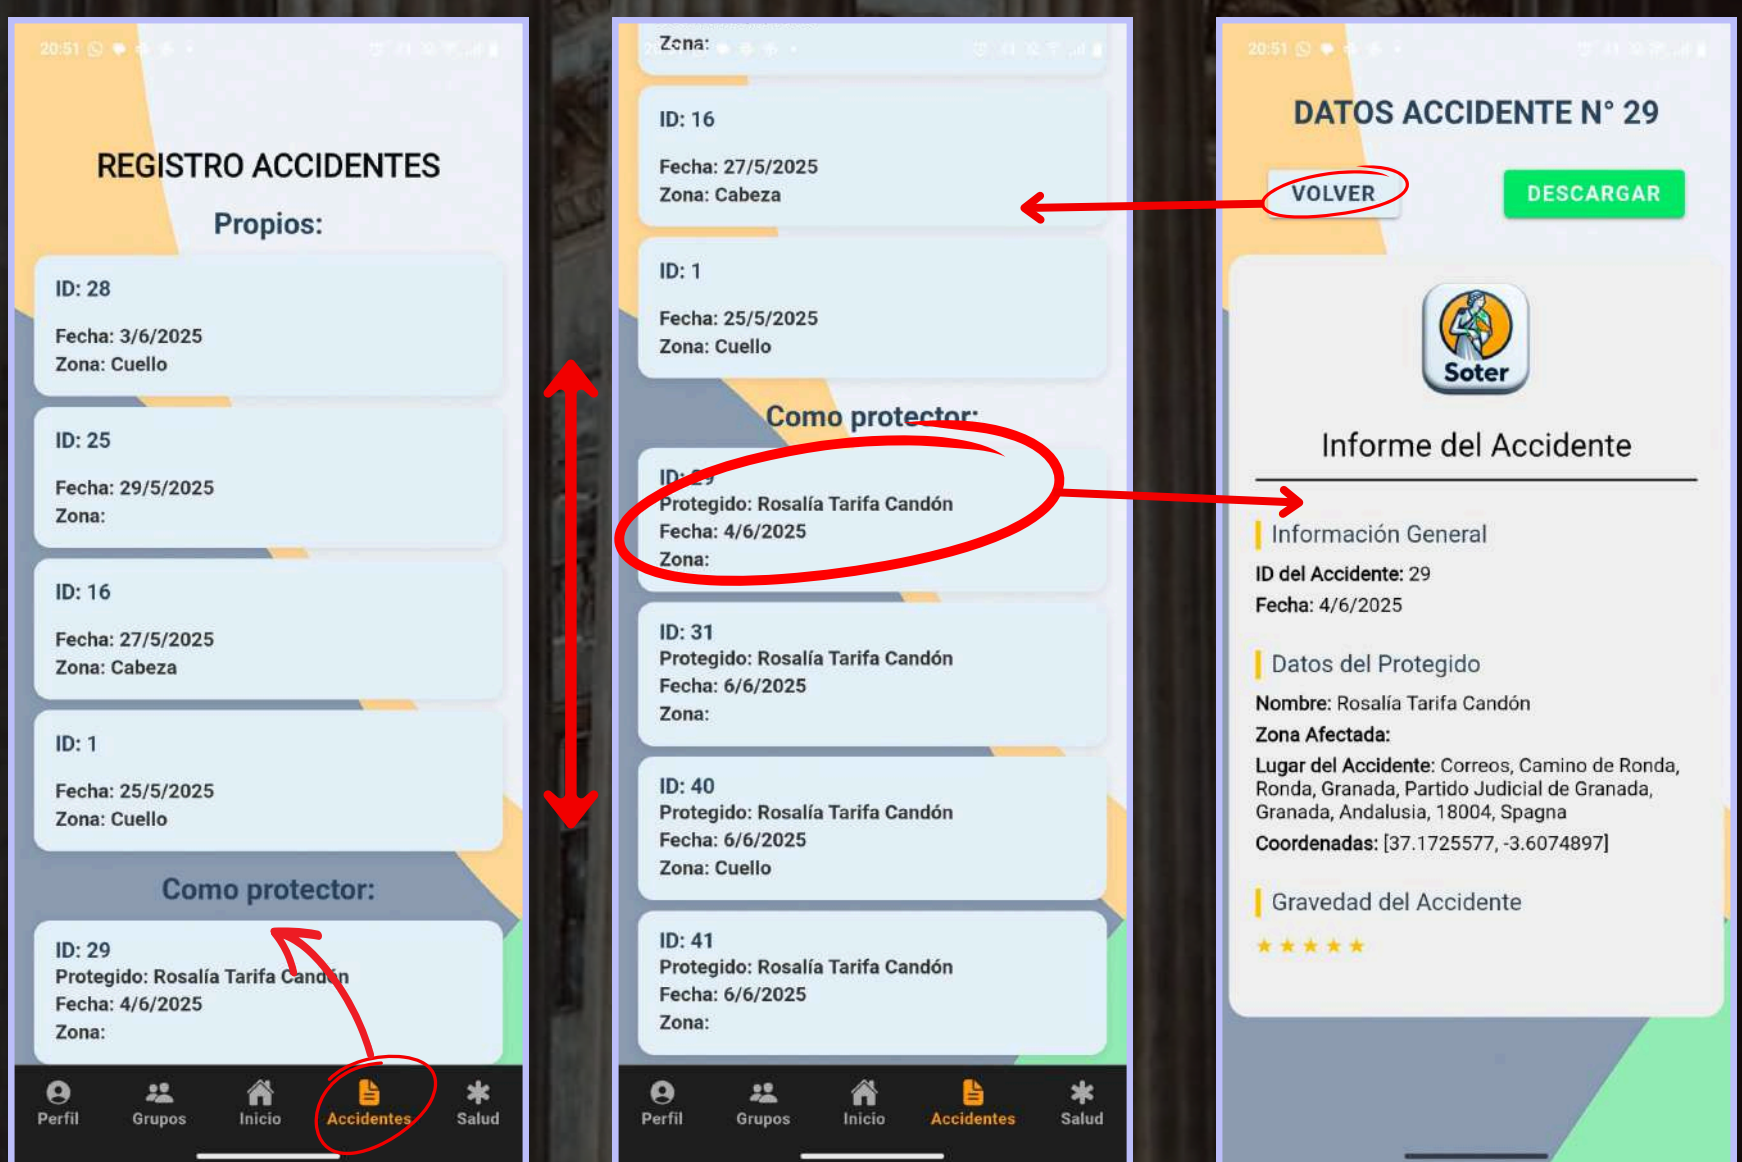 20:51
REGISTRO ACCIDENTES
Propios:
ID: 28
Fecha: 3/6/2025
Zona: Cuello
ID: 25
Fecha: 29/5/2025
Zona:
ID: 16
Fecha: 27/5/2025
Zona: Cabeza
ID: 1
Fecha: 25/5/2025
Zona: Cuello
Como protector:
ID: 29
Protegido: Rosalía Tarifa Candón
Fecha: 4/6/2025
Zona:
Perfil
Grupos
Inicio
Accidentes
Salud
Zona:
ID: 16
Fecha: 27/5/2025
Zona: Cabeza
ID: 1
Fecha: 25/5/2025
Zona: Cuello
Como protector:
ID: 29
Protegido: Rosalía Tarifa Candón
Fecha: 4/6/2025
Zona:
ID: 31
Protegido: Rosalía Tarifa Candón
Fecha: 6/6/2025
Zona:
ID: 40
Protegido: Rosalía Tarifa Candón
Fecha: 6/6/2025
Zona: Cuello
ID: 41
Protegido: Rosalía Tarifa Candón
Fecha: 6/6/2025
Zona:
Perfil
Grupos
Inicio
Accidentes
Salud
20:51
DATOS ACCIDENTE N° 29
VOLVER
DESCARGAR
Soter
Informe del Accidente
Información General
ID del Accidente: 29
Fecha: 4/6/2025
Datos del Protegido
Nombre: Rosalía Tarifa Candón
Zona Afectada:
Lugar del Accidente: Correos, Camino de Ronda,
Ronda, Granada, Partido Judicial de Granada,
Granada, Andalusia, 18004, Spagna
Coordenadas: [37.1725577, -3.6074897]
Gravedad del Accidente